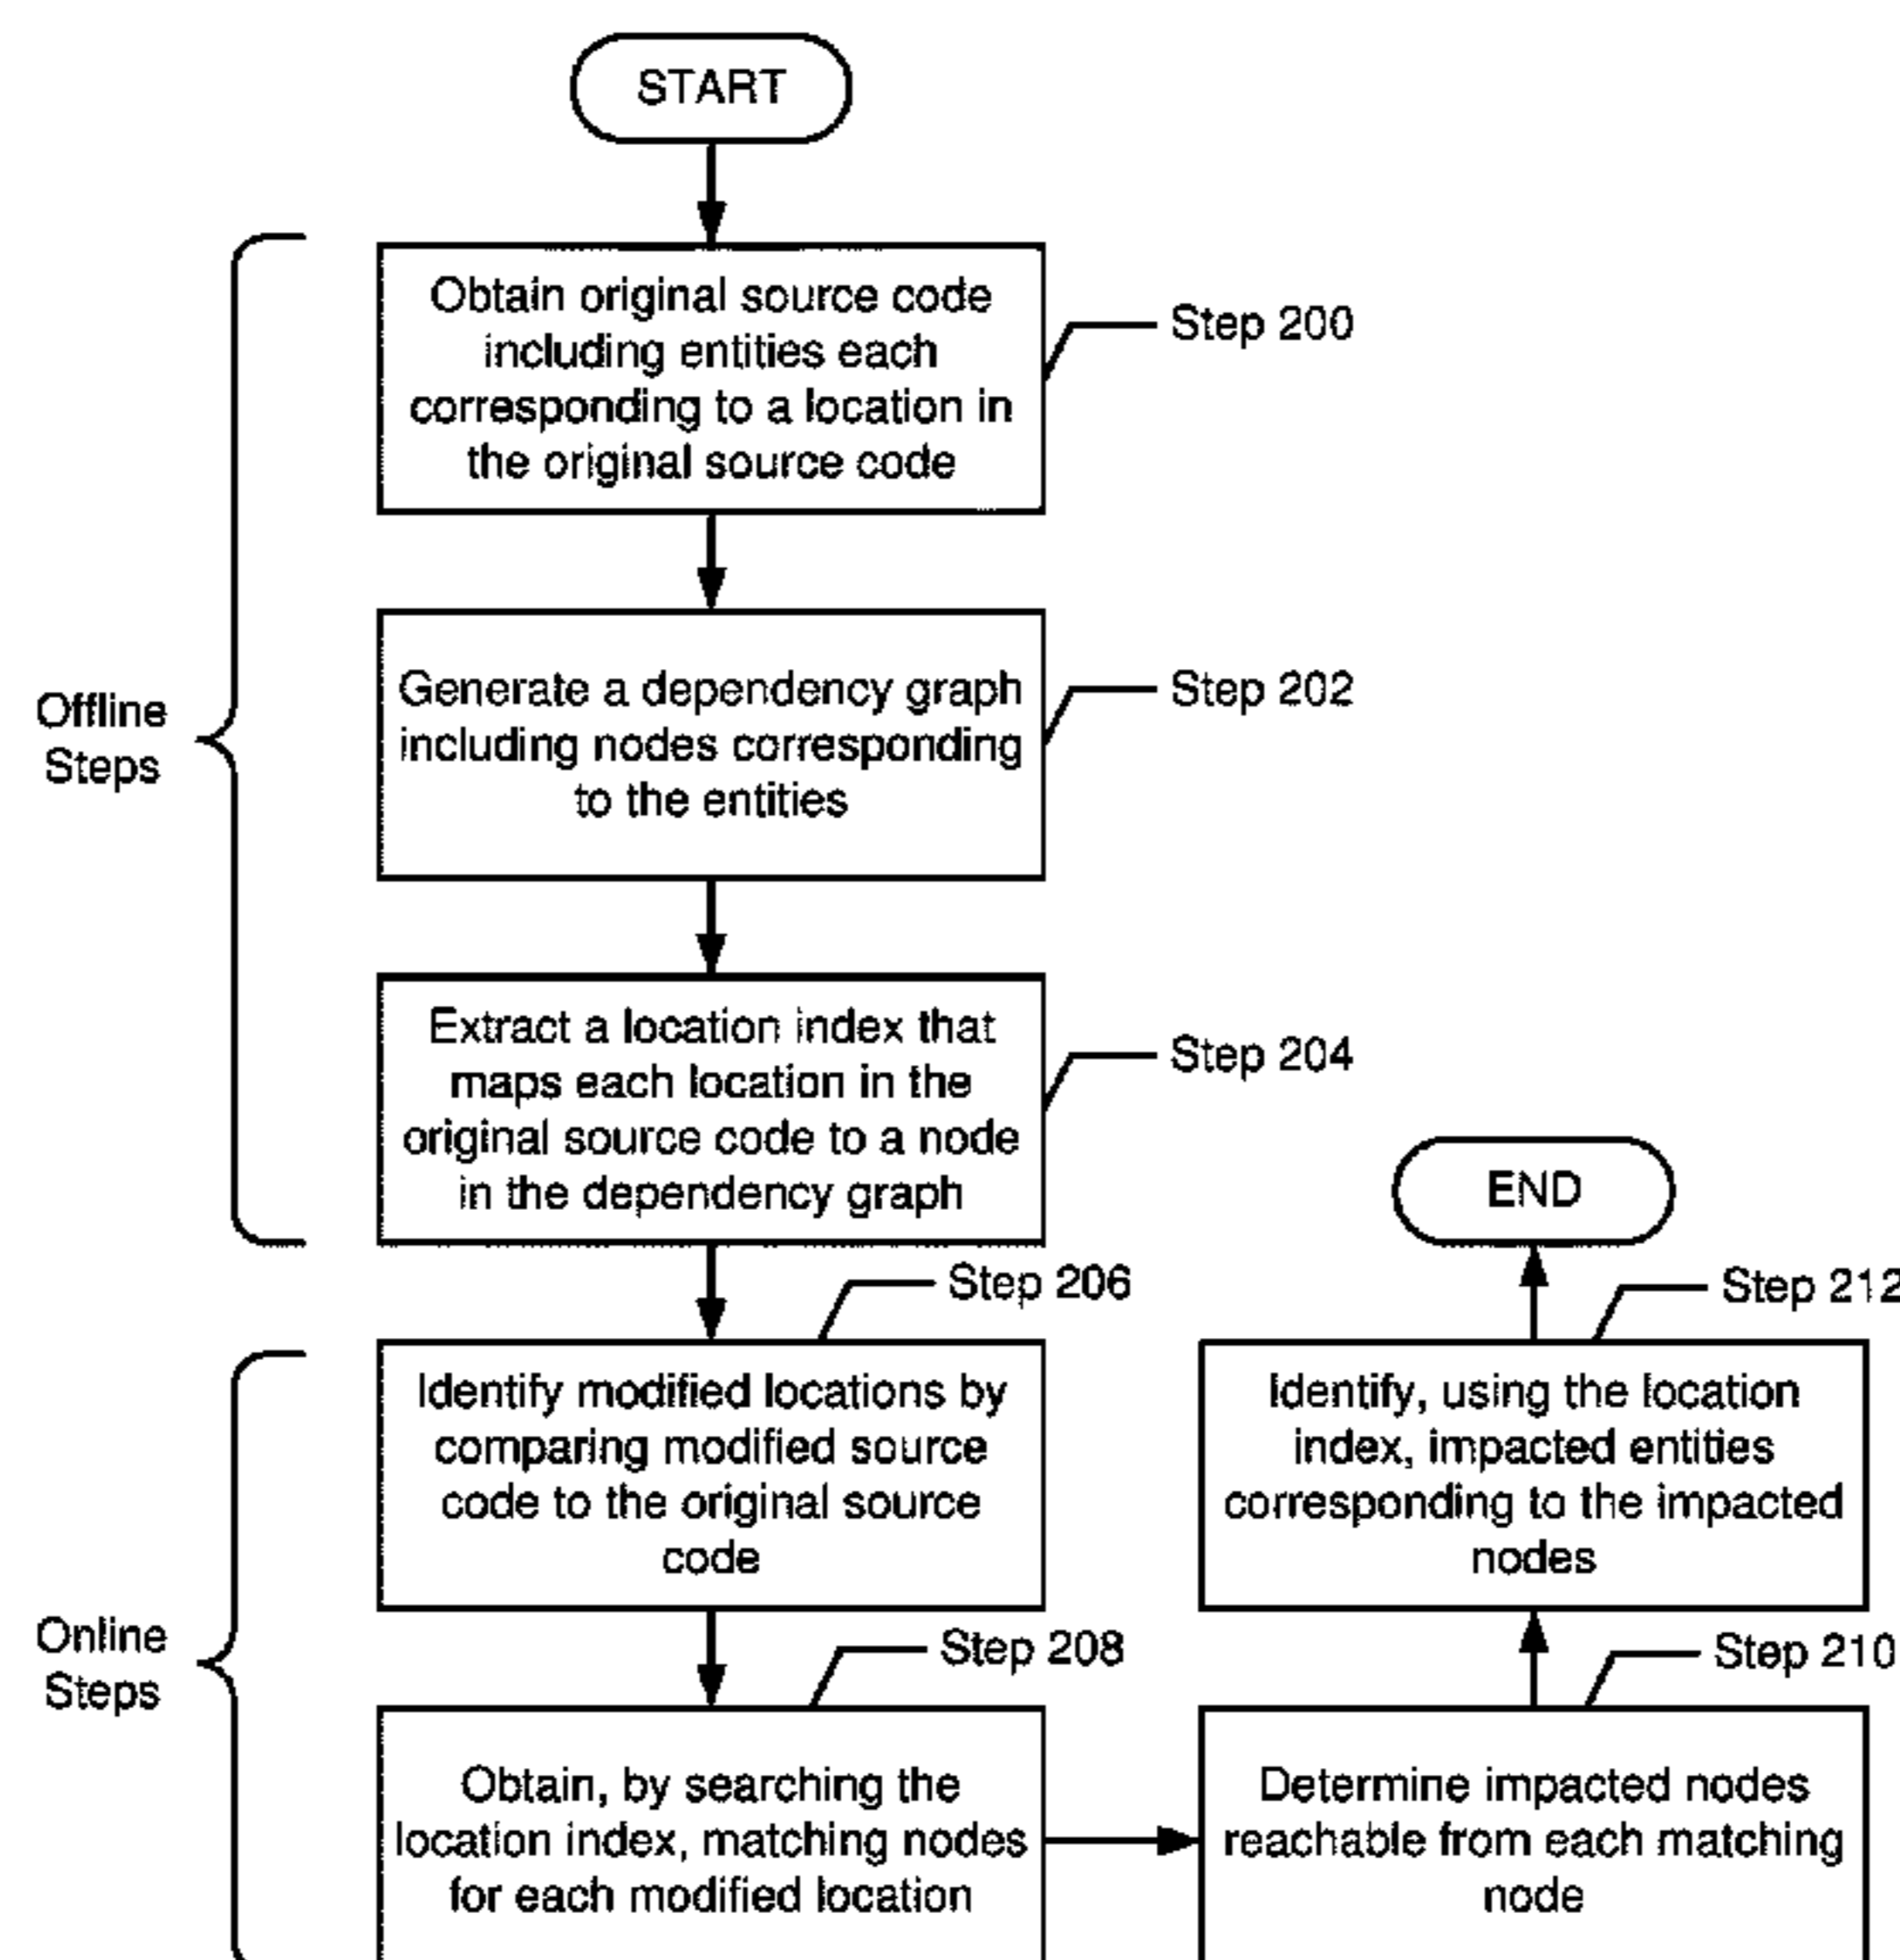 START
Obtain original source code
including entities each
corresponding to a location in
the original source code
Step 200
Offline
Steps
Generate a dependency graph
including nodes corresponding
to the entities
Step 202
Extract a location index that
maps each location in the
original source code to a node
in the dependency graph
Step 204
Step 206
Identify modified locations by
comparing modified source
code to the original source
code
Online
Steps
Step 208
Obtain, by searching the
location index, matching nodes
for each modified location
Step 210
Determine impacted nodes
reachable from each matching
node
Step 212
Identify, using the location
index, impacted entities
corresponding to the impacted
nodes
END